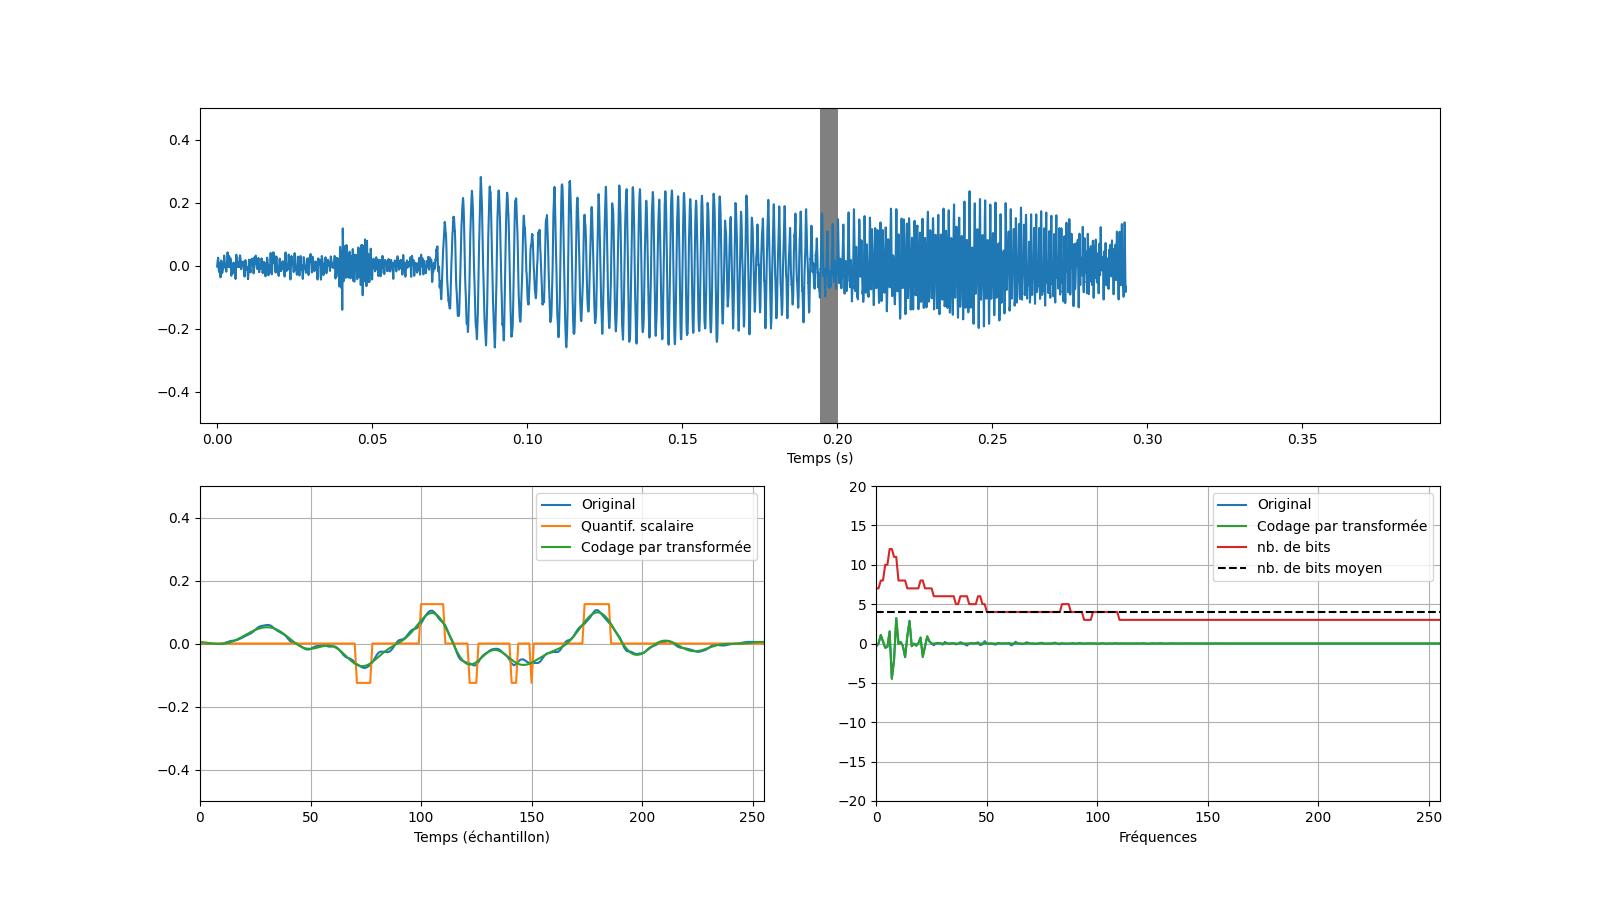 0.4
0.2
0.0
−0.2
−0.4
0.00 0.05 0.10 0.15 0.20 0.25 0.30 0.35
Temps (s)
0.4
0.2
0.0
−0.2
−0.4
Original
Quantif. scalaire
Codage par transformée
0 50 100 150 200 250
Temps (échantillon)
20
15
10
5
0
−5
−10
−15
−20
Original
Codage par transformée
nb. de bits
nb. de bits moyen
0 50 100 150 200 250
Fréquences